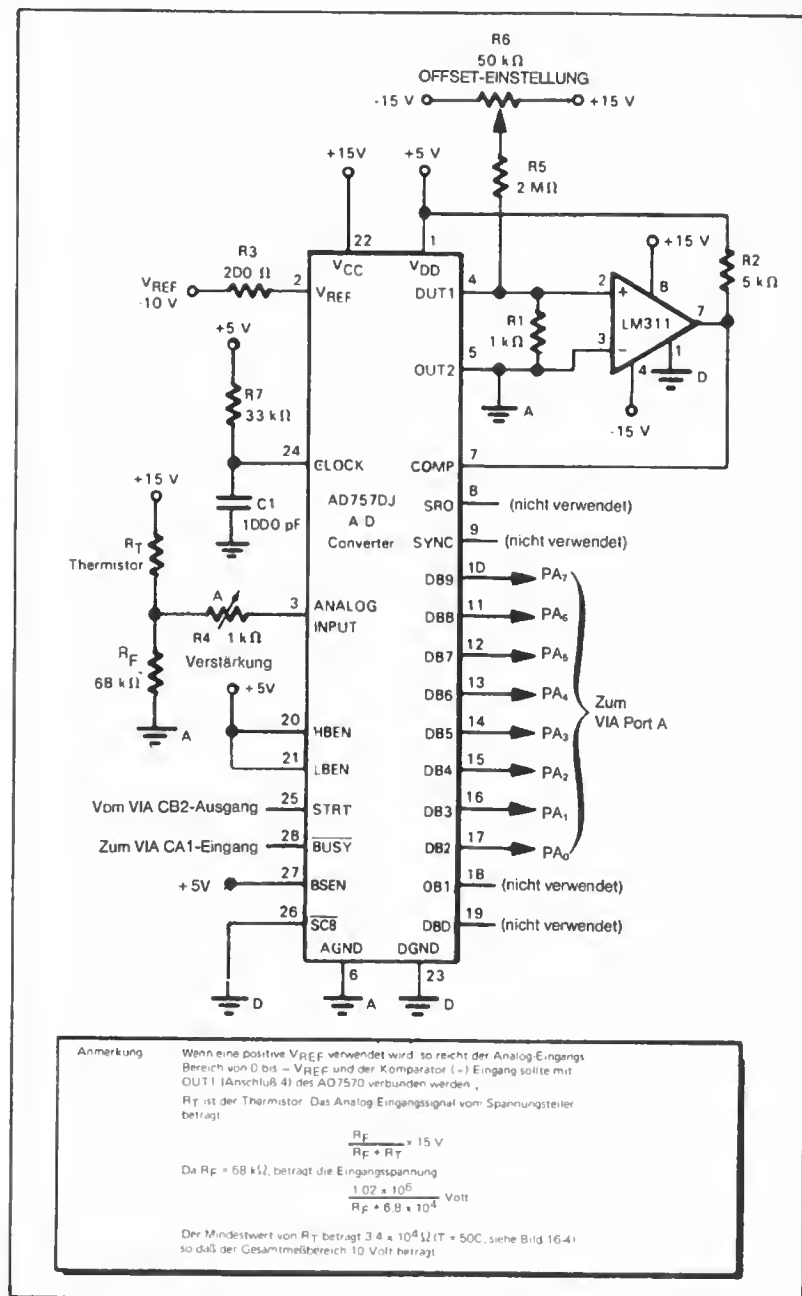 R6
50 kΩ
OFFSET-EINSTELLUNG
-15 V
+15 V
+15V
+5 V
R5
2 MΩ
22
1
R3
2D0 Ω
VREF
-10 V
2
VCC
VDD
VREF
DUT1
4
+15 V
8
R2
5 kΩ
2
+
LM311
7
R1
1 kΩ
3
−
1
D
4
-15 V
+5 V
R7
33 kΩ
5
OUT2
A
24
CLOCK
COMP
7
C1
1DD0 pF
AD757DJ
A D
Converter
SRO
8
(nicht verwendet)
SYNC
9
(nicht verwendet)
+15 V
RT
Thermistor
A
R4
1 kΩ
Verstärkung
3
ANALOG
INPUT
RF
68 kΩ
A
+5V
DB9
1D
PA7
DB8
11
PA6
DB7
12
PA5
DB6
13
PA4
DB5
14
PA3
DB4
15
PA2
DB3
16
PA1
DB2
17
PA0
Zum
VIA Port A
20
HBEN
21
LBEN
Vom VIA CB2-Ausgang
25
STRT
Zum VIA CA1-Eingang
28
BUSY
+ 5V
27
BSEN
26
SC8
OB1
18
(nicht verwendet)
DBD
19
(nicht verwendet)
AGND
DGND
6
23
D
A
D
Anmerkung
Wenn eine positive VREF verwendet wird so reicht der Analog-Eingangs
Bereich von 0 bis − VREF und der Komparator (−) Eingang sollte mit
OUT1 (Anschluß 4) des AD7570 verbunden werden
RT ist der Thermistor Das Analog Eingangssignal vom Spannungsteiler
beträgt
RF
RF + RT
x 15 V
Da RF = 68 kΩ, beträgt die Eingangsspannung
1.02 x 10⁶
RF + 6.8 x 10⁴
Volt
Der Mindestwert von RT beträgt 3.4 x 10⁴ Ω (T = 50C, siehe Bild 16-4)
so daß der Gesamtmeßbereich 10 Volt beträgt